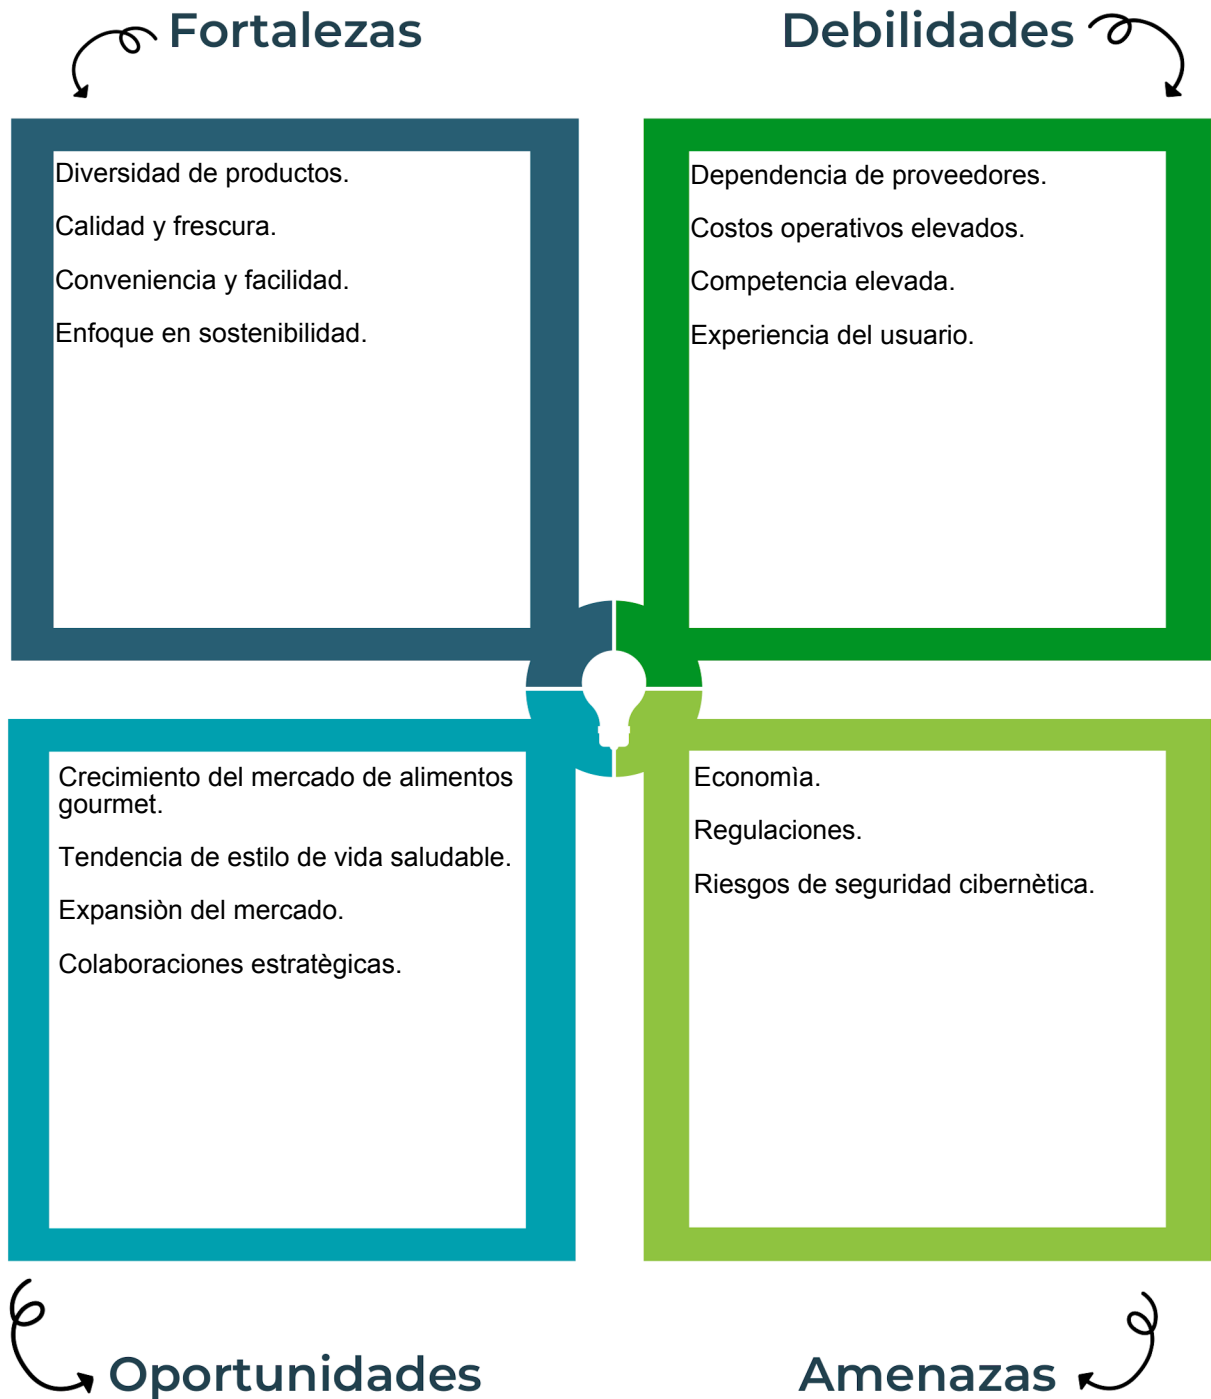 Fortalezas
Diversidad de productos.
Calidad y frescura.
Conveniencia y facilidad.
Enfoque en sostenibilidad.
Debilidades
Dependencia de proveedores.
Costos operativos elevados.
Competencia elevada.
Experiencia del usuario.
Crecimiento del mercado de alimentos
gourmet.
Tendencia de estilo de vida saludable.
Expansiòn del mercado.
Colaboraciones estratègicas.
Oportunidades
Economìa.
Regulaciones.
Riesgos de seguridad cibernètica.
Amenazas